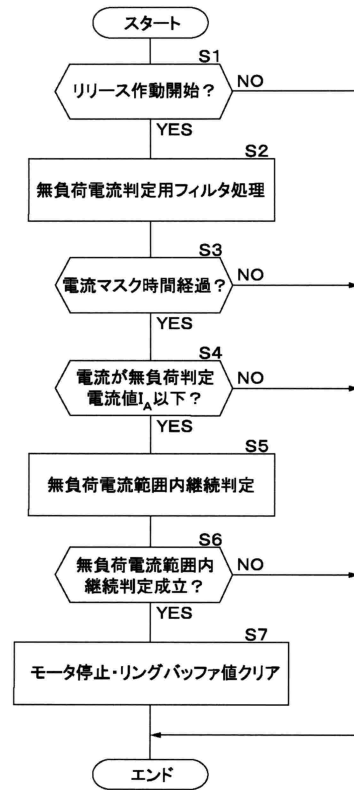 スタート
S1
リリース作動開始？
NO
YES
S2
無負荷電流判定用フィルタ処理
S3
電流マスク時間経過？
NO
YES
S4
電流が無負荷判定
電流値IA以下？
NO
YES
S5
無負荷電流範囲内継続判定
S6
無負荷電流範囲内
継続判定成立？
NO
YES
S7
モータ停止・リングバッファ値クリア
エンド